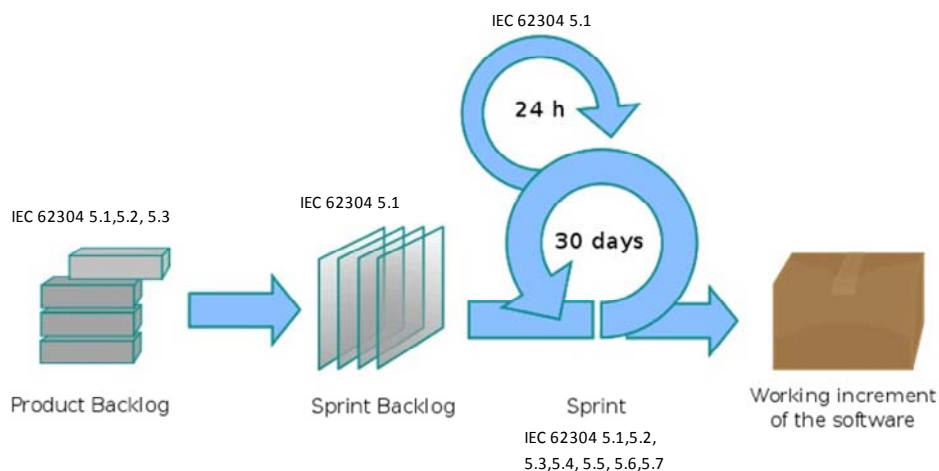 IEC 62304 5.1
24 h
IEC 62304 5.1,5.2, 5.3
IEC 62304 5.1
30 days
Product Backlog
Sprint Backlog
Sprint
Working increment
of the software
IEC 62304 5.1,5.2,
5.3,5.4, 5.5, 5.6,5.7